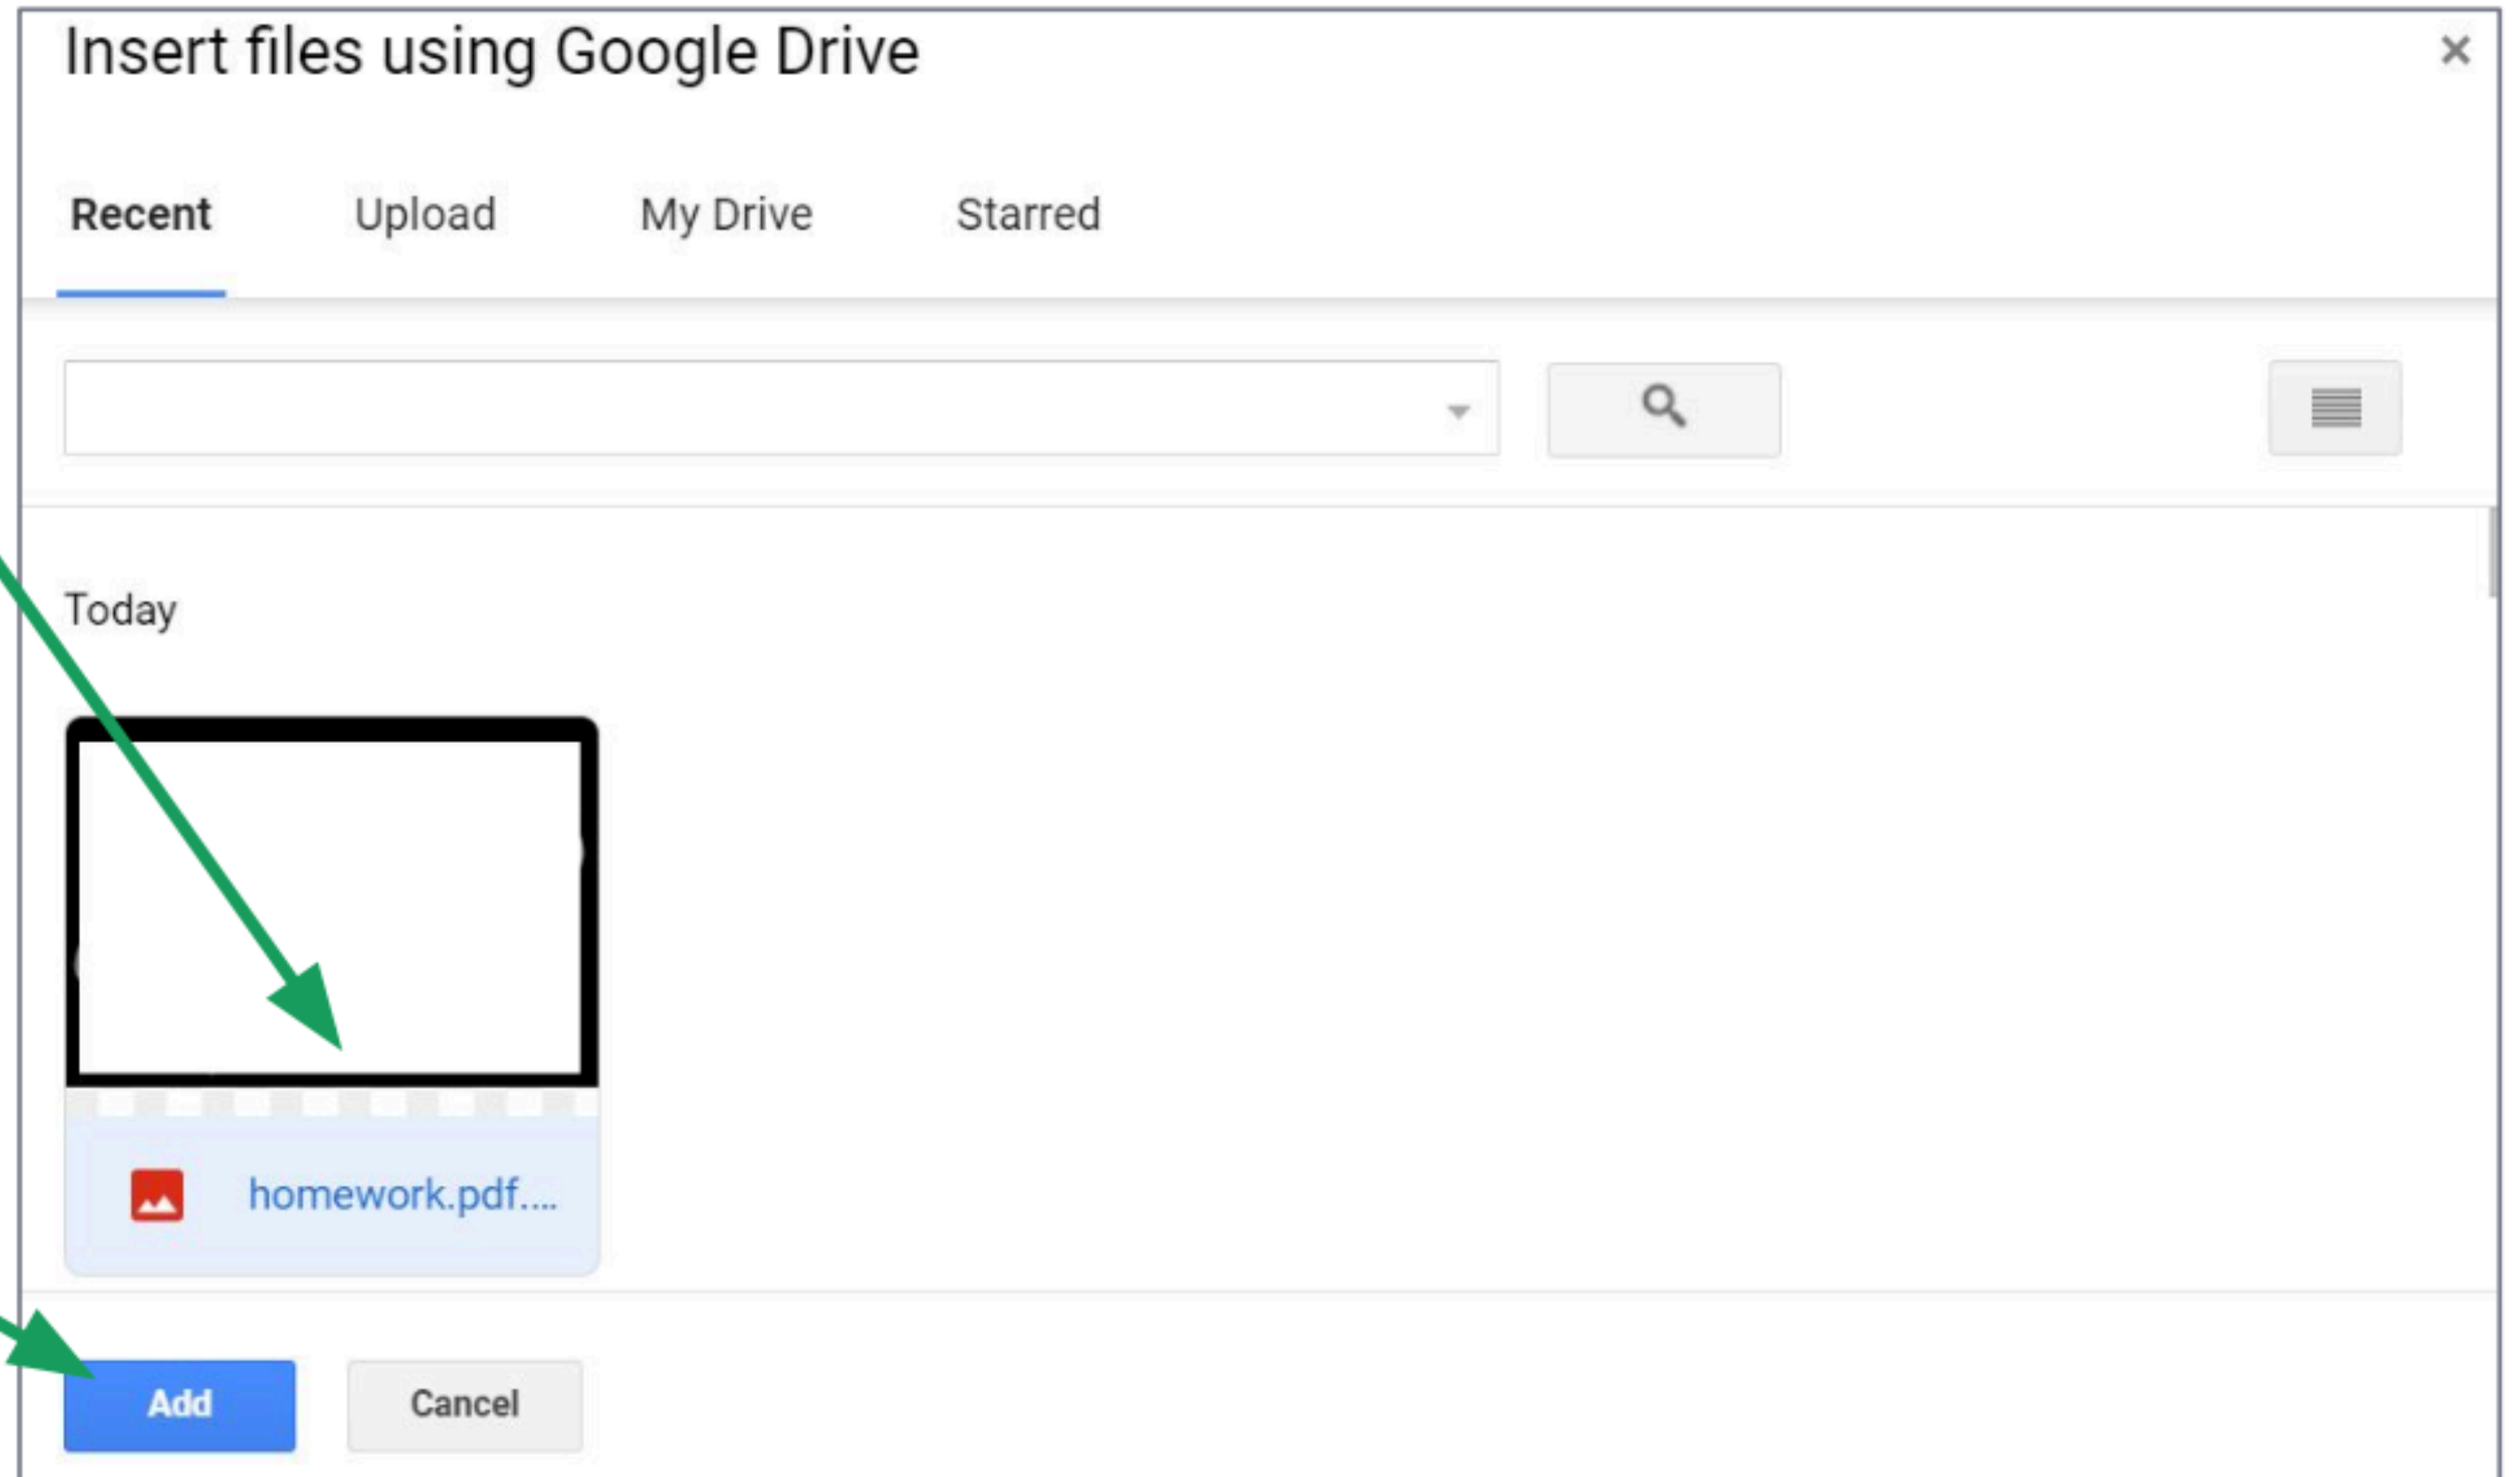 Insert files using Google Drive
Recent Upload My Drive Starred
Today
homework.pdf....
Add Cancel